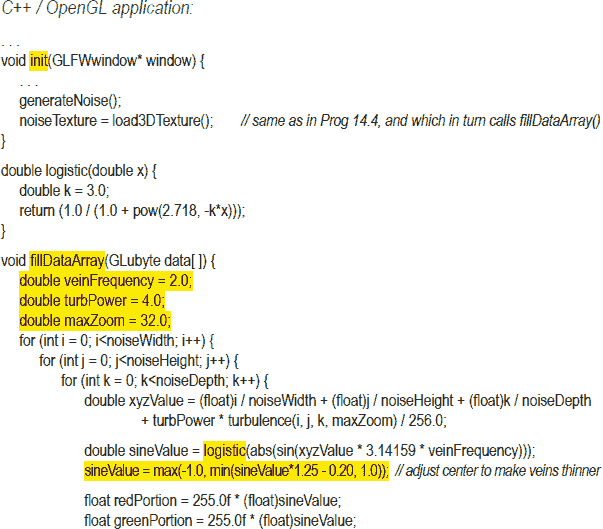 C++ / OpenGL application:
. . .
void init(GLFWwindow* window) {
. . .
generateNoise();
noiseTexture = load3DTexture(); // same as in Prog 14.4, and which in turn calls fillDataArray()
}
double logistic(double x) {
double k = 3.0;
return (1.0 / (1.0 + pow(2.718, -k*x)));
}
void fillDataArray(GLubyte data[ ]) {
double veinFrequency = 2.0;
double turbPower = 4.0;
double maxZoom = 32.0;
for (int i = 0; i<noiseWidth; i++) {
for (int j = 0; j<noiseHeight; j++) {
for (int k = 0; k<noiseDepth; k++) {
double xyzValue = (float)i / noiseWidth + (float)j / noiseHeight + (float)k / noiseDepth
+ turbPower * turbulence(i, j, k, maxZoom) / 256.0;
double sineValue = logistic(abs(sin(xyzValue * 3.14159 * veinFrequency)));
sineValue = max(-1.0, min(sineValue*1.25 - 0.20, 1.0)); // adjust center to make veins thinner
float redPortion = 255.0f * (float)sineValue;
float greenPortion = 255.0f * (float)sineValue;